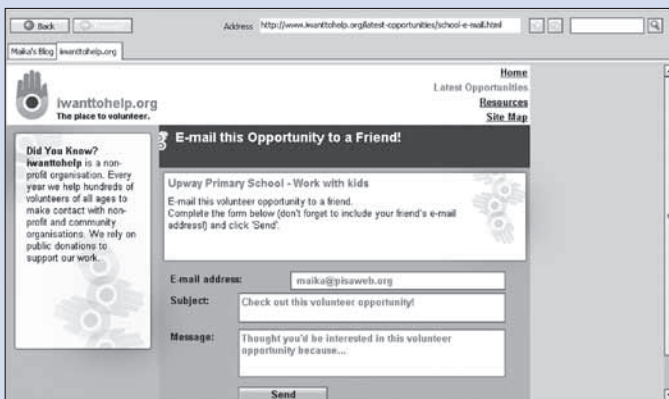 Back
Address http://www.iwanttohelp.org/latest-opportunities/school-e-mail.html
Maika's Blog iwanttohelp.org
Home
Latest Opportunities
Resources
Site Map
iwanttohelp.org
The place to volunteer.
E-mail this Opportunity to a Friend!
Did You Know?
iwanttohelp is a non-
profit organisation. Every
year we help hundreds of
volunteers of all ages to
make contact with non-
profit and community
organisations. We rely on
public donations to
support our work.
Upway Primary School - Work with kids
E-mail this volunteer opportunity to a friend.
Complete the form below (don't forget to include your friend's e-mail
address!) and click 'Send'.
E-mail address: maika@pisaweb.org
Subject: Check out this volunteer opportunity!
Message: Thought you'd be interested in this volunteer
opportunity because...
Send